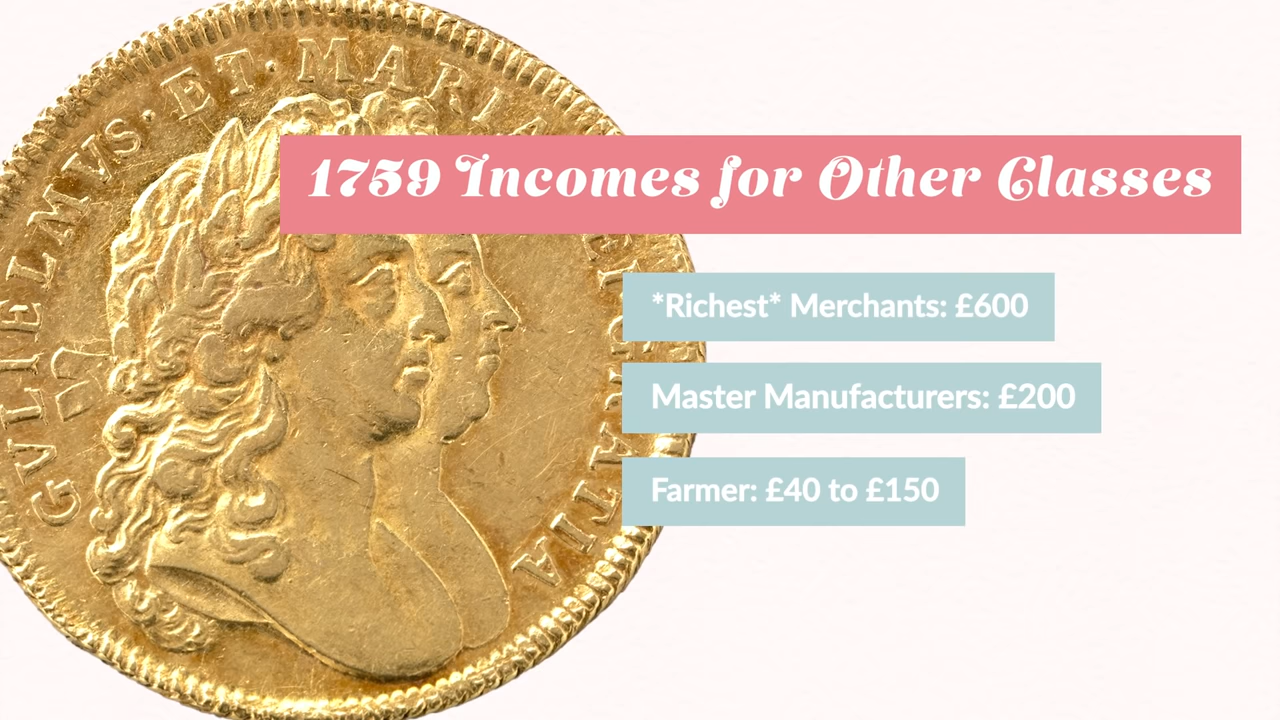 GVLIELMVS·ET·MARIA
GRATIA
1759 Incomes for Other Classes
*Richest* Merchants: £600
Master Manufacturers: £200
Farmer: £40 to £150